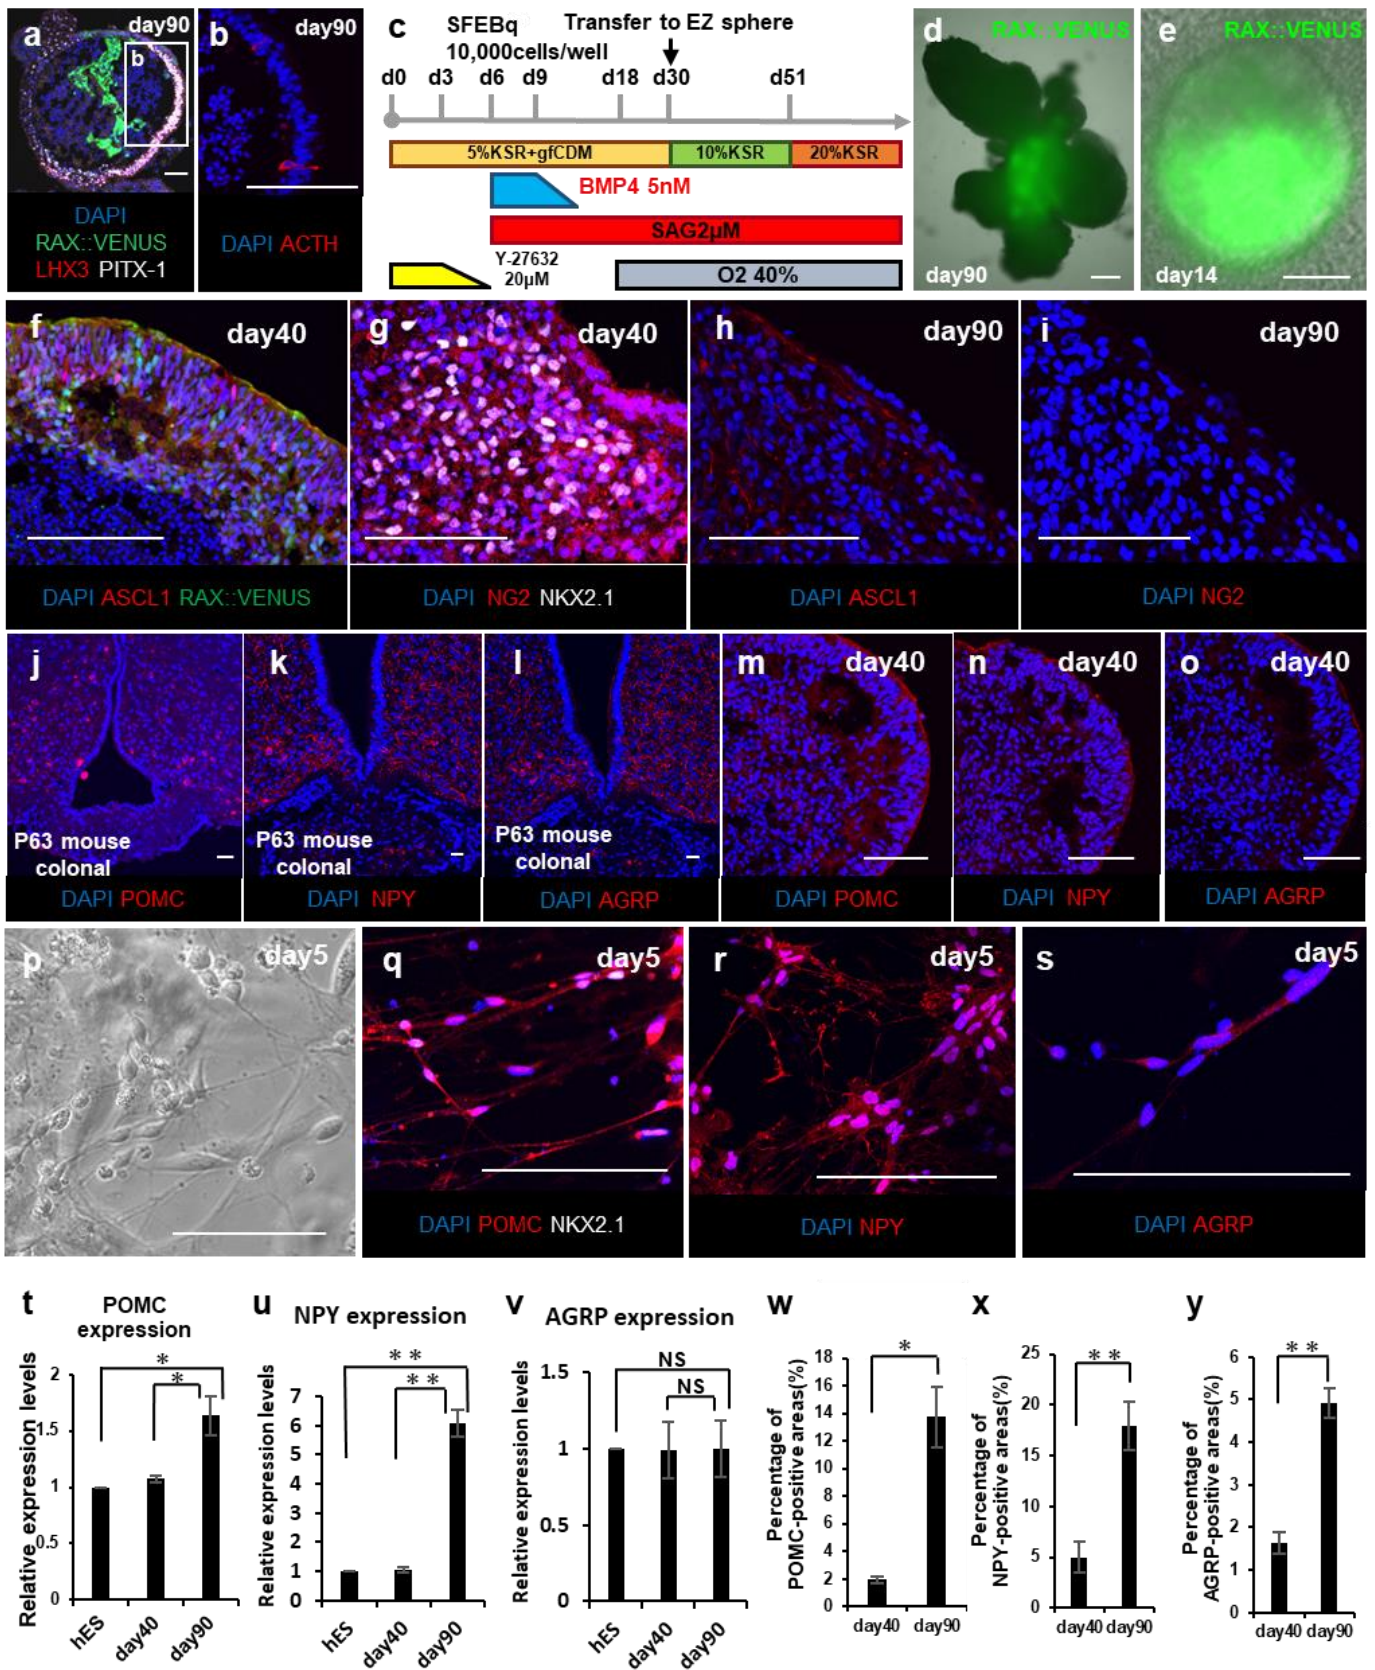 a
day90
b
DAPI
RAX::VENUS
LHX3 PITX-1
b
day90
DAPI ACTH
c
SFEBq
10,000cells/well
Transfer to EZ sphere
d0 d3 d6 d9 d18 d30 d51
5%KSR+gfCDM 10%KSR 20%KSR
BMP4 5nM
SAG2μM
Y-27632
20μM
O2 40%
d
RAX::VENUS
day90
e
RAX::VENUS
day14
f
day40
DAPI ASCL1 RAX::VENUS
g
day40
DAPI NG2 NKX2.1
h
day90
DAPI ASCL1
i
day90
DAPI NG2
j
P63 mouse
colonal
DAPI POMC
k
P63 mouse
colonal
DAPI NPY
l
P63 mouse
colonal
DAPI AGRP
m
day40
DAPI POMC
n
day40
DAPI NPY
o
day40
DAPI AGRP
p
day5
q
day5
DAPI POMC NKX2.1
r
day5
DAPI NPY
s
day5
DAPI AGRP
t
POMC
expression
Relative expression levels
2
1.5
1
0.5
0
*
*
hES day40 day90
u
NPY expression
Relative expression levels
7
6
5
4
3
2
1
0
**
**
hES day40 day90
v
AGRP expression
Relative expression levels
1.5
1
0.5
0
NS
NS
hES day40 day90
w
Percentage of
POMC-positive areas(%)
18
16
14
12
10
8
6
4
2
0
*
day40 day90
x
Percentage of
NPY-positive areas(%)
25
20
15
10
5
0
**
day40 day90
y
Percentage of
AGRP-positive areas(%)
6
5
4
3
2
1
0
**
day40 day90